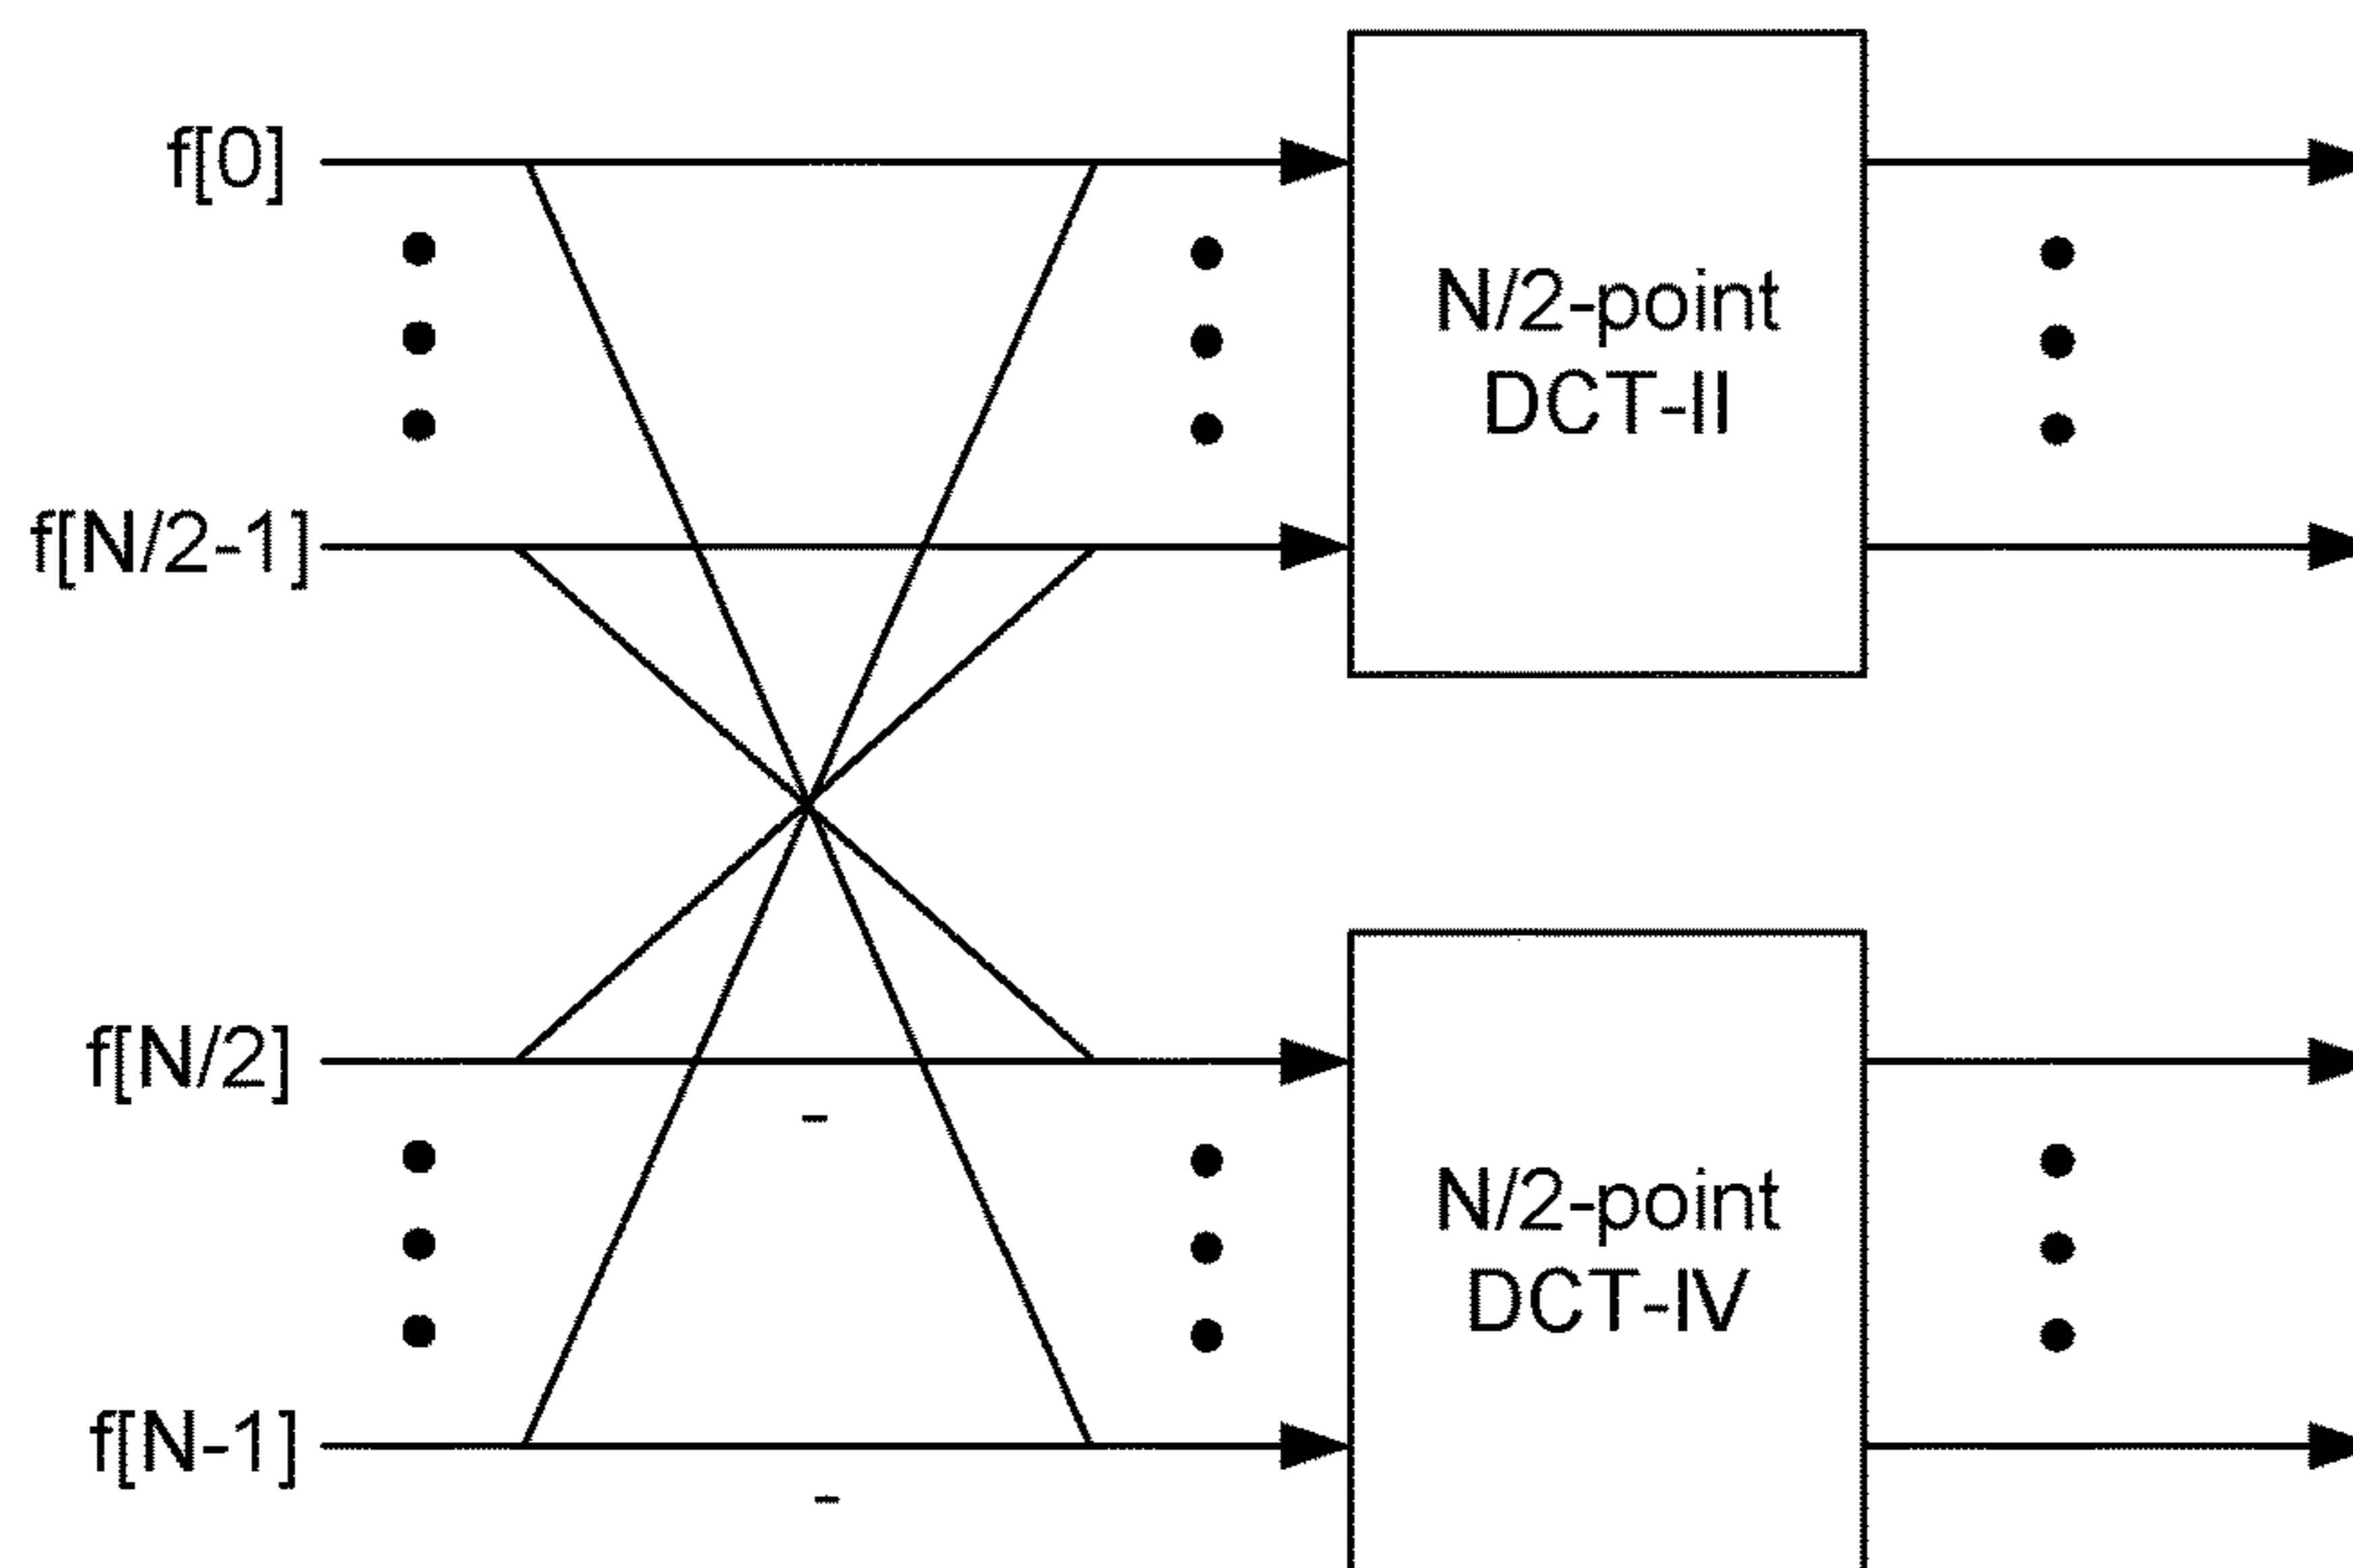 f[0]
N/2-point
DCT-II
f[N/2-1]
f[N/2]
-
N/2-point
DCT-IV
f[N-1]
-